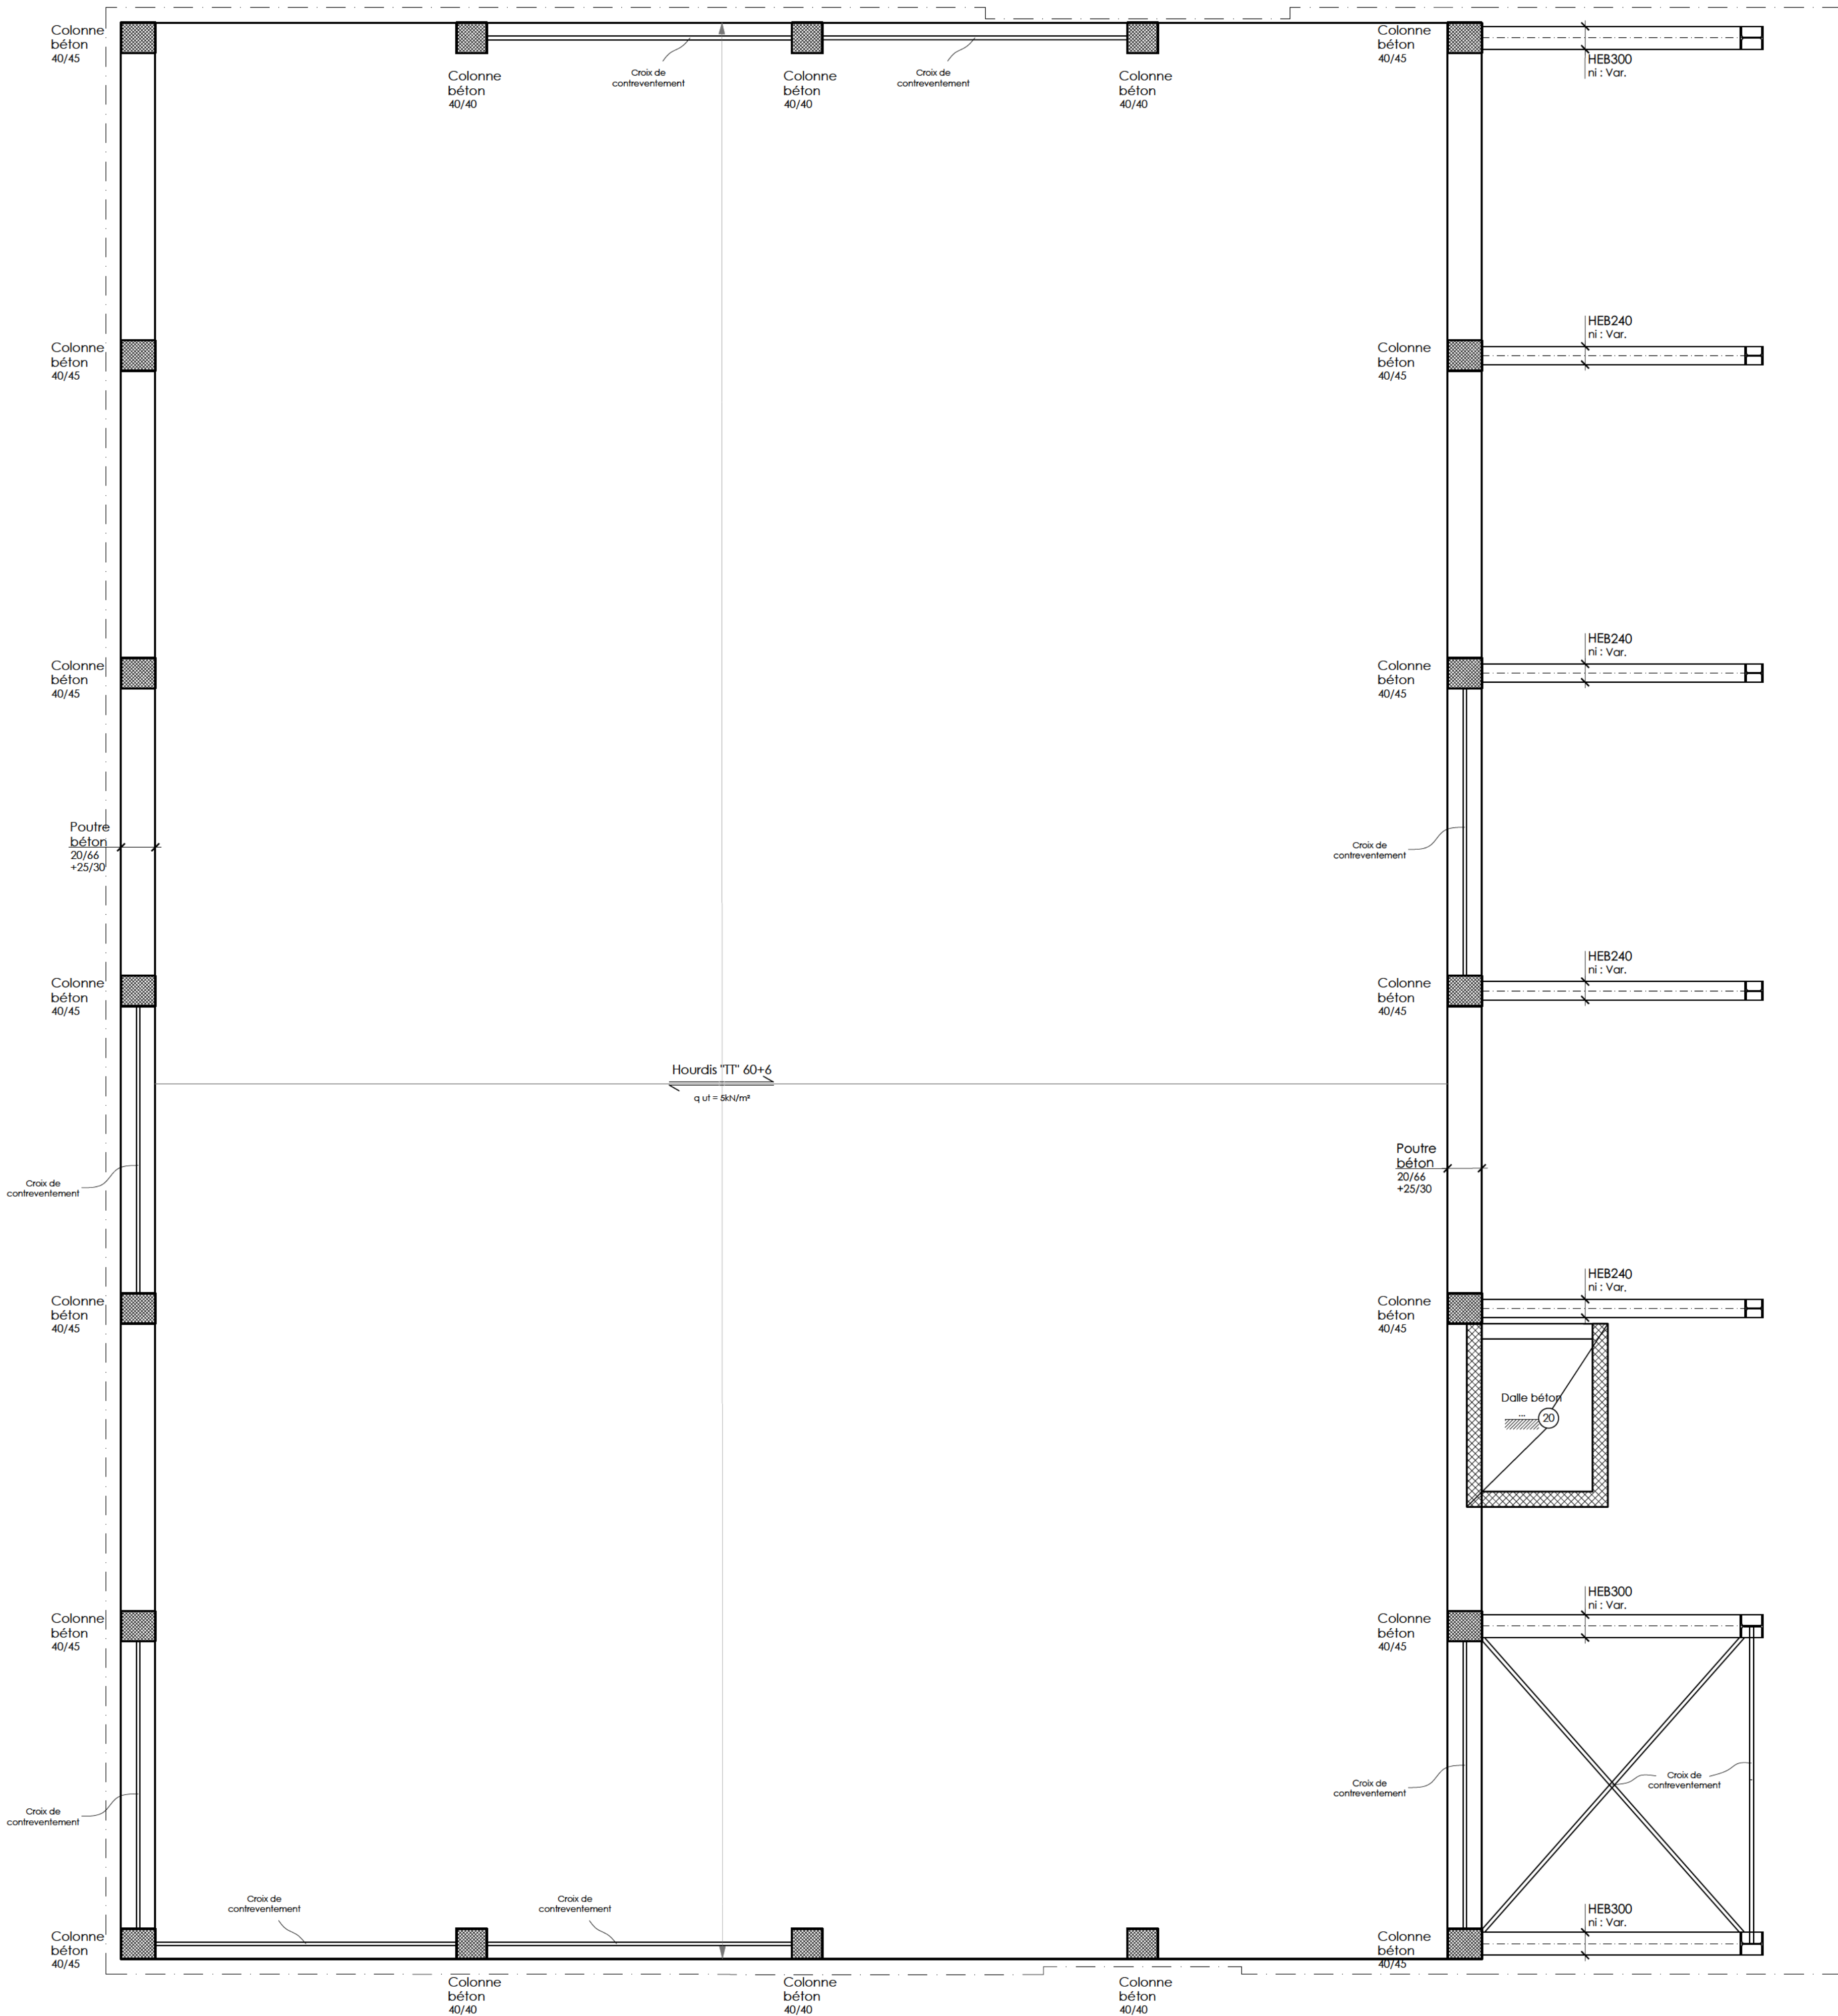 Colonne
béton
40/45
Colonne
béton
40/40
Croix de
contreventement
Colonne
béton
40/40
Croix de
contreventement
Colonne
béton
40/40
Colonne
béton
40/45
HEB300
ni : Var.
Colonne
béton
40/45
Colonne
béton
40/45
HEB240
ni : Var.
Colonne
béton
40/45
Colonne
béton
40/45
HEB240
ni : Var.
Poutre
béton
20/66
+25/30
Croix de
contreventement
Colonne
béton
40/45
Colonne
béton
40/45
HEB240
ni : Var.
Hourdis "TT" 60+6
q ut = 5kN/m²
Poutre
béton
20/66
+25/30
Croix de
contreventement
Colonne
béton
40/45
Colonne
béton
40/45
HEB240
ni : Var.
Dalle béton
...
20
Colonne
béton
40/45
Colonne
béton
40/45
HEB300
ni : Var.
Croix de
contreventement
Croix de
contreventement
Croix de
contreventement
Croix de
contreventement
Croix de
contreventement
Colonne
béton
40/45
Colonne
béton
40/45
HEB300
ni : Var.
Colonne
béton
40/40
Colonne
béton
40/40
Colonne
béton
40/40